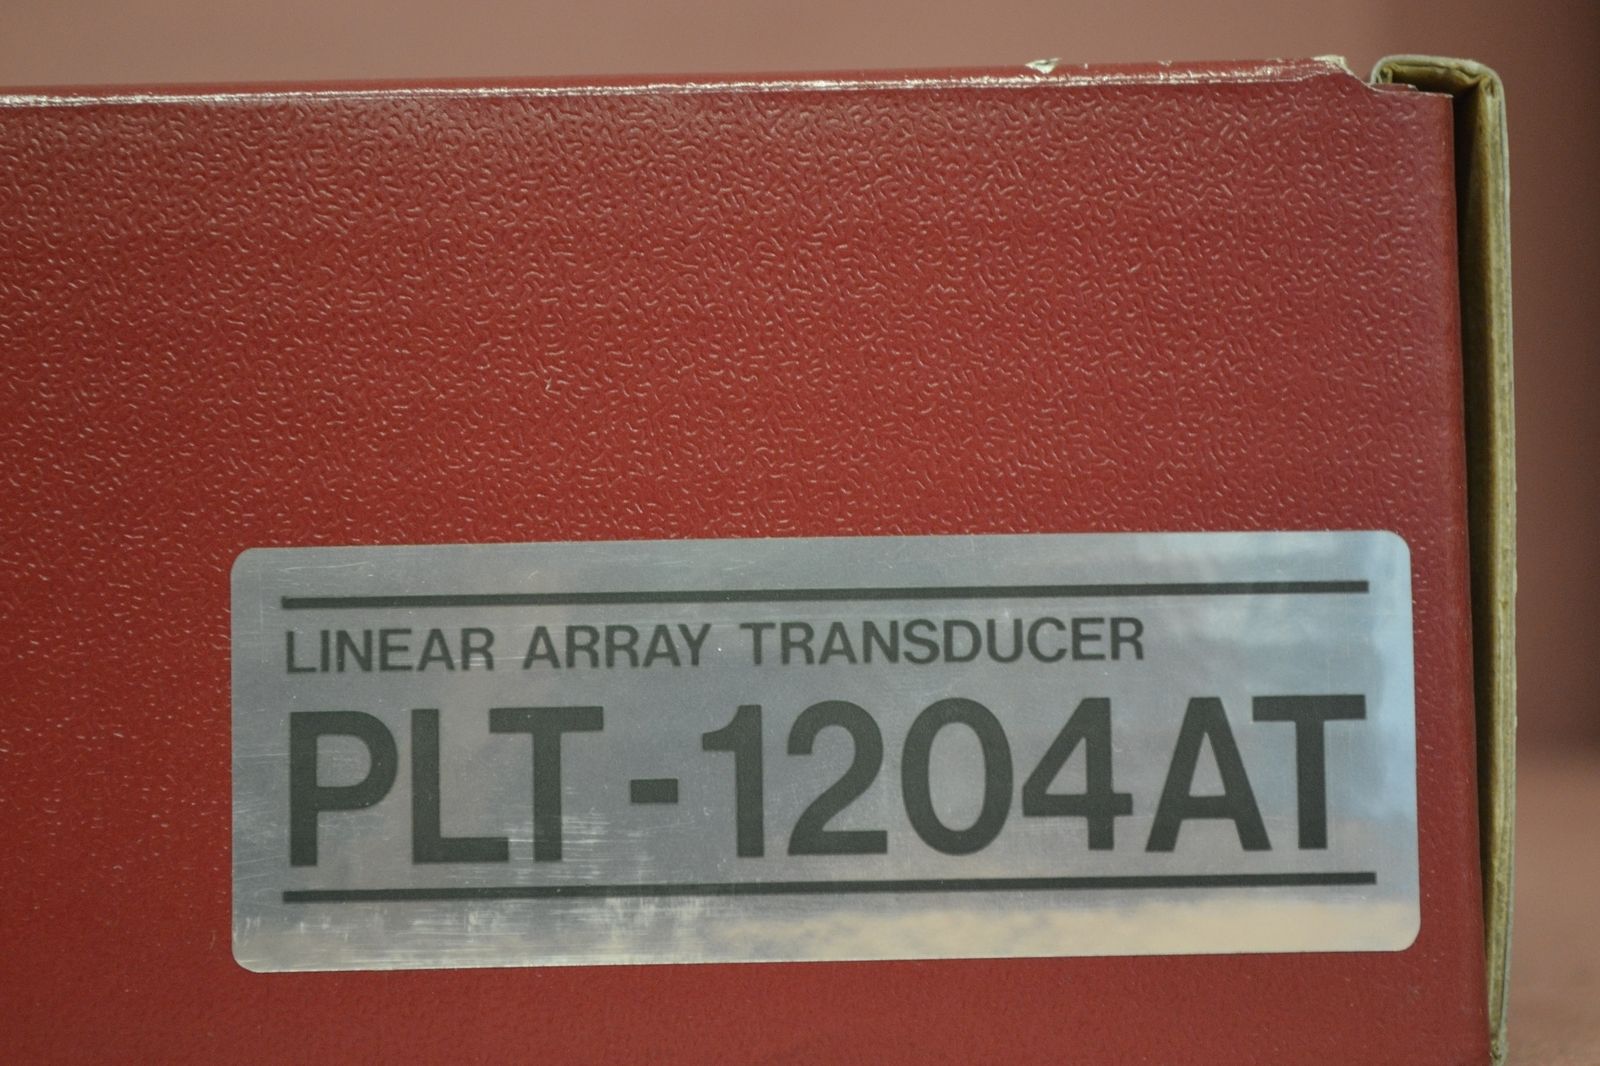 LINEAR ARRAY TRANSDUCER
PLT-1204AT